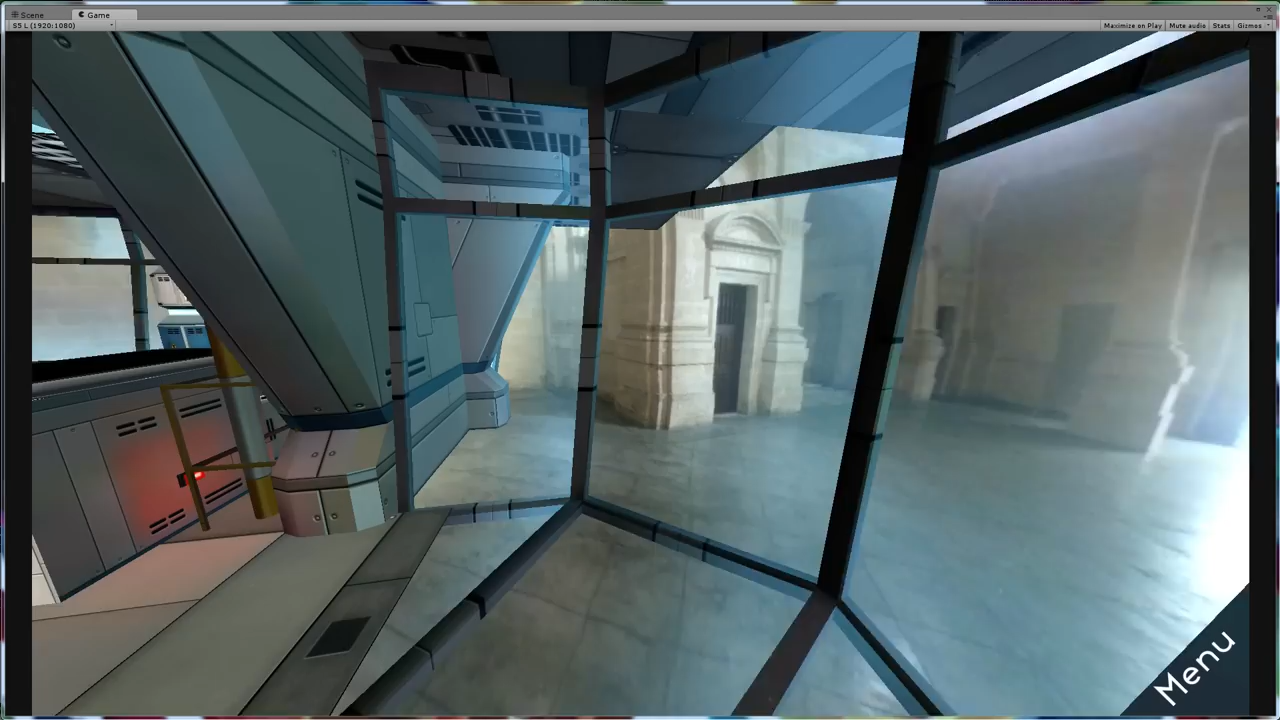 Scene
Game
S5 L (1920:1080)
Maximize on Play Mute audio Stats Gizmos
Menu